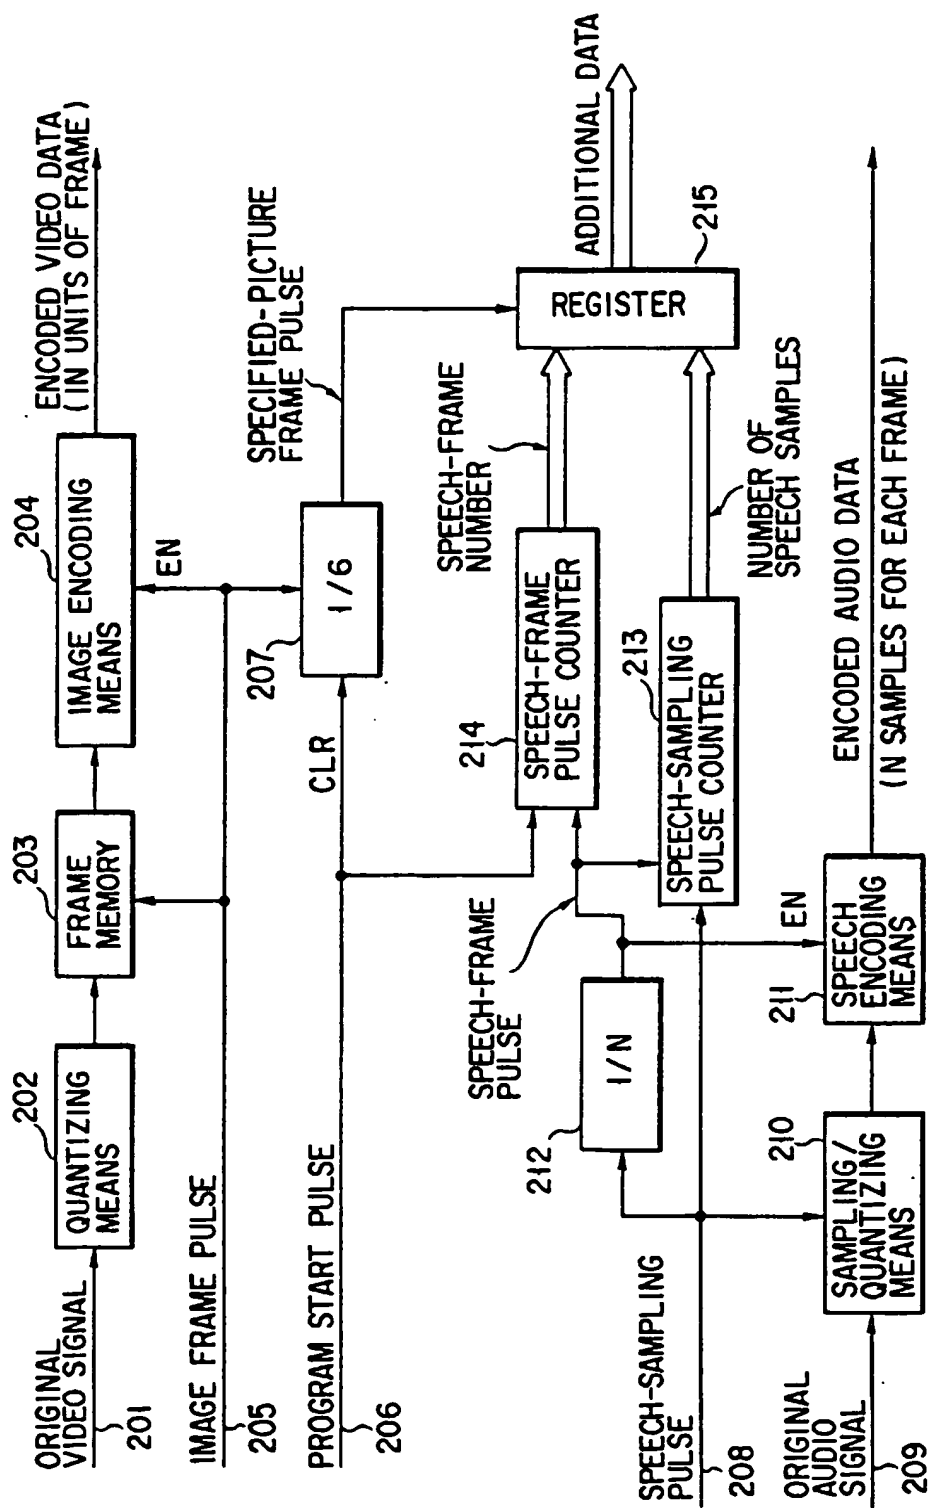 ORIGINAL
VIDEO SIGNAL
201
QUANTIZING
MEANS
202
FRAME
MEMORY
203
IMAGE ENCODING
MEANS
204
ENCODED VIDEO DATA
(IN UNITS OF FRAME)
IMAGE FRAME PULSE
205
EN
PROGRAM START PULSE
206
CLR
1/6
207
SPECIFIED-PICTURE
FRAME PULSE
SPEECH-FRAME
PULSE
SPEECH-FRAME
PULSE COUNTER
214
SPEECH-FRAME
NUMBER
REGISTER
215
ADDITIONAL DATA
1/N
212
SPEECH-SAMPLING
PULSE COUNTER
213
NUMBER OF
SPEECH SAMPLES
SPEECH-SAMPLING
PULSE
208
EN
ORIGINAL
AUDIO
SIGNAL
209
SAMPLING/
QUANTIZING
MEANS
210
SPEECH
ENCODING
MEANS
211
ENCODED AUDIO DATA
(N SAMPLES FOR EACH FRAME)